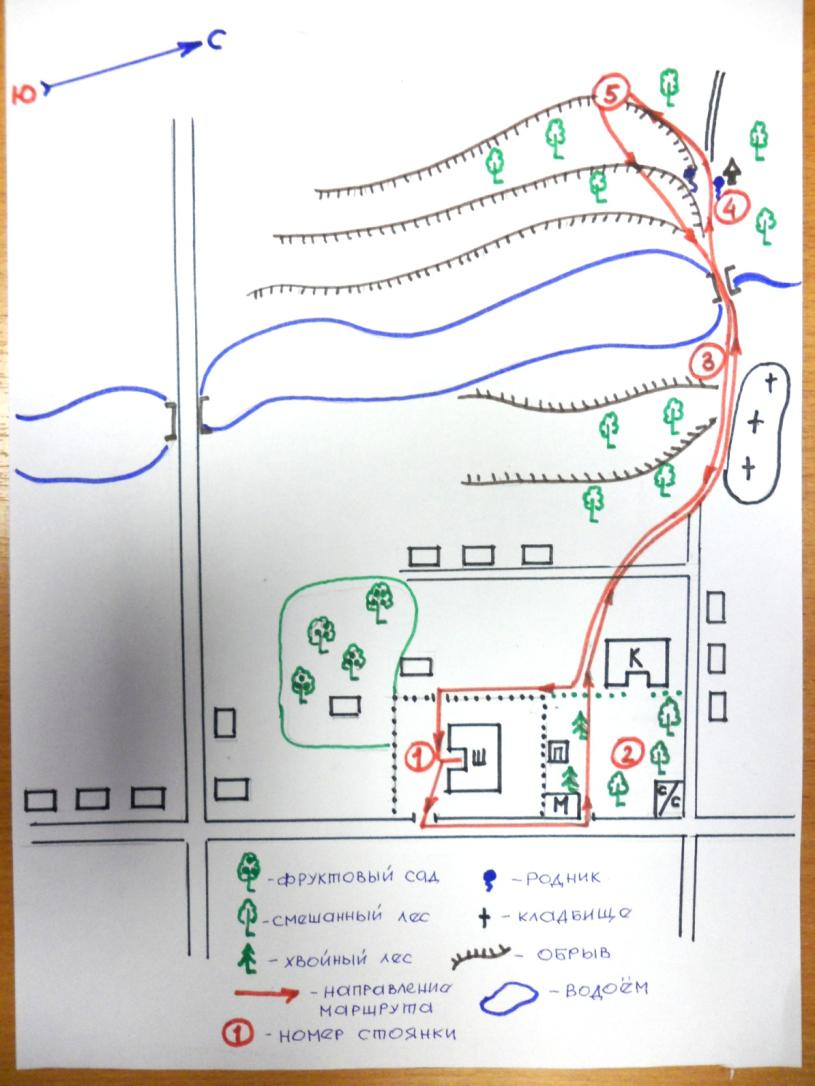 Ю
С
5
4
3
К
1
Ш
П
2
М
С/С
-ФРУКТОВЫЙ САД
-СМЕШАННЫЙ ЛЕС
- ХВОЙНЫЙ ЛЕС
- НАПРАВЛЕНИЕ
МАРШРУТА
1 - НОМЕР СТОЯНКИ
- РОДНИК
- КЛАДБИЩЕ
- ОБРЫВ
- ВОДОЁМ